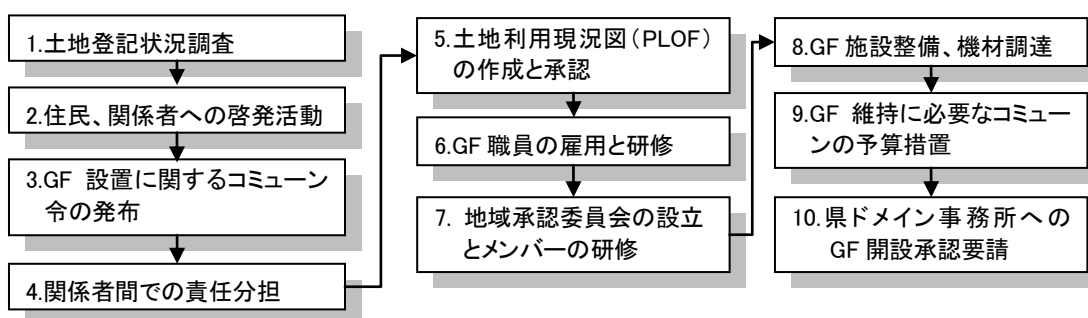 1.土地登記状況調査
2.住民、関係者への啓発活動
3.GF 設置に関するコミューン
令の発布
4.関係者間での責任分担
5.土地利用現況図(PLOF)
の作成と承認
6.GF 職員の雇用と研修
7. 地域承認委員会の設立
とメンバーの研修
8.GF 施設整備、機材調達
9.GF 維持に必要なコミュー
ンの予算措置
10.県ドメイン事務所への
GF 開設承認要請